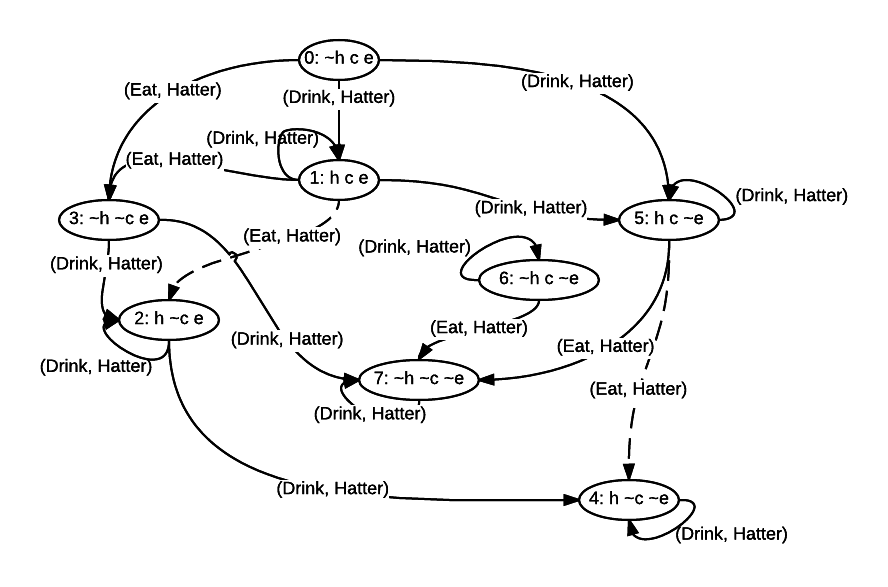 0: ~h c e
(Eat, Hatter)
(Drink, Hatter)
(Drink, Hatter)
(Drink, Hatter)
(Eat, Hatter)
1: h c e
(Drink, Hatter)
(Drink, Hatter)
3: ~h ~c e
5: h c ~e
(Eat, Hatter)
(Drink, Hatter)
(Drink, Hatter)
6: ~h c ~e
2: h ~c e
(Eat, Hatter)
(Drink, Hatter)
(Eat, Hatter)
(Drink, Hatter)
7: ~h ~c ~e
(Eat, Hatter)
(Drink, Hatter)
(Drink, Hatter)
4: h ~c ~e
(Drink, Hatter)